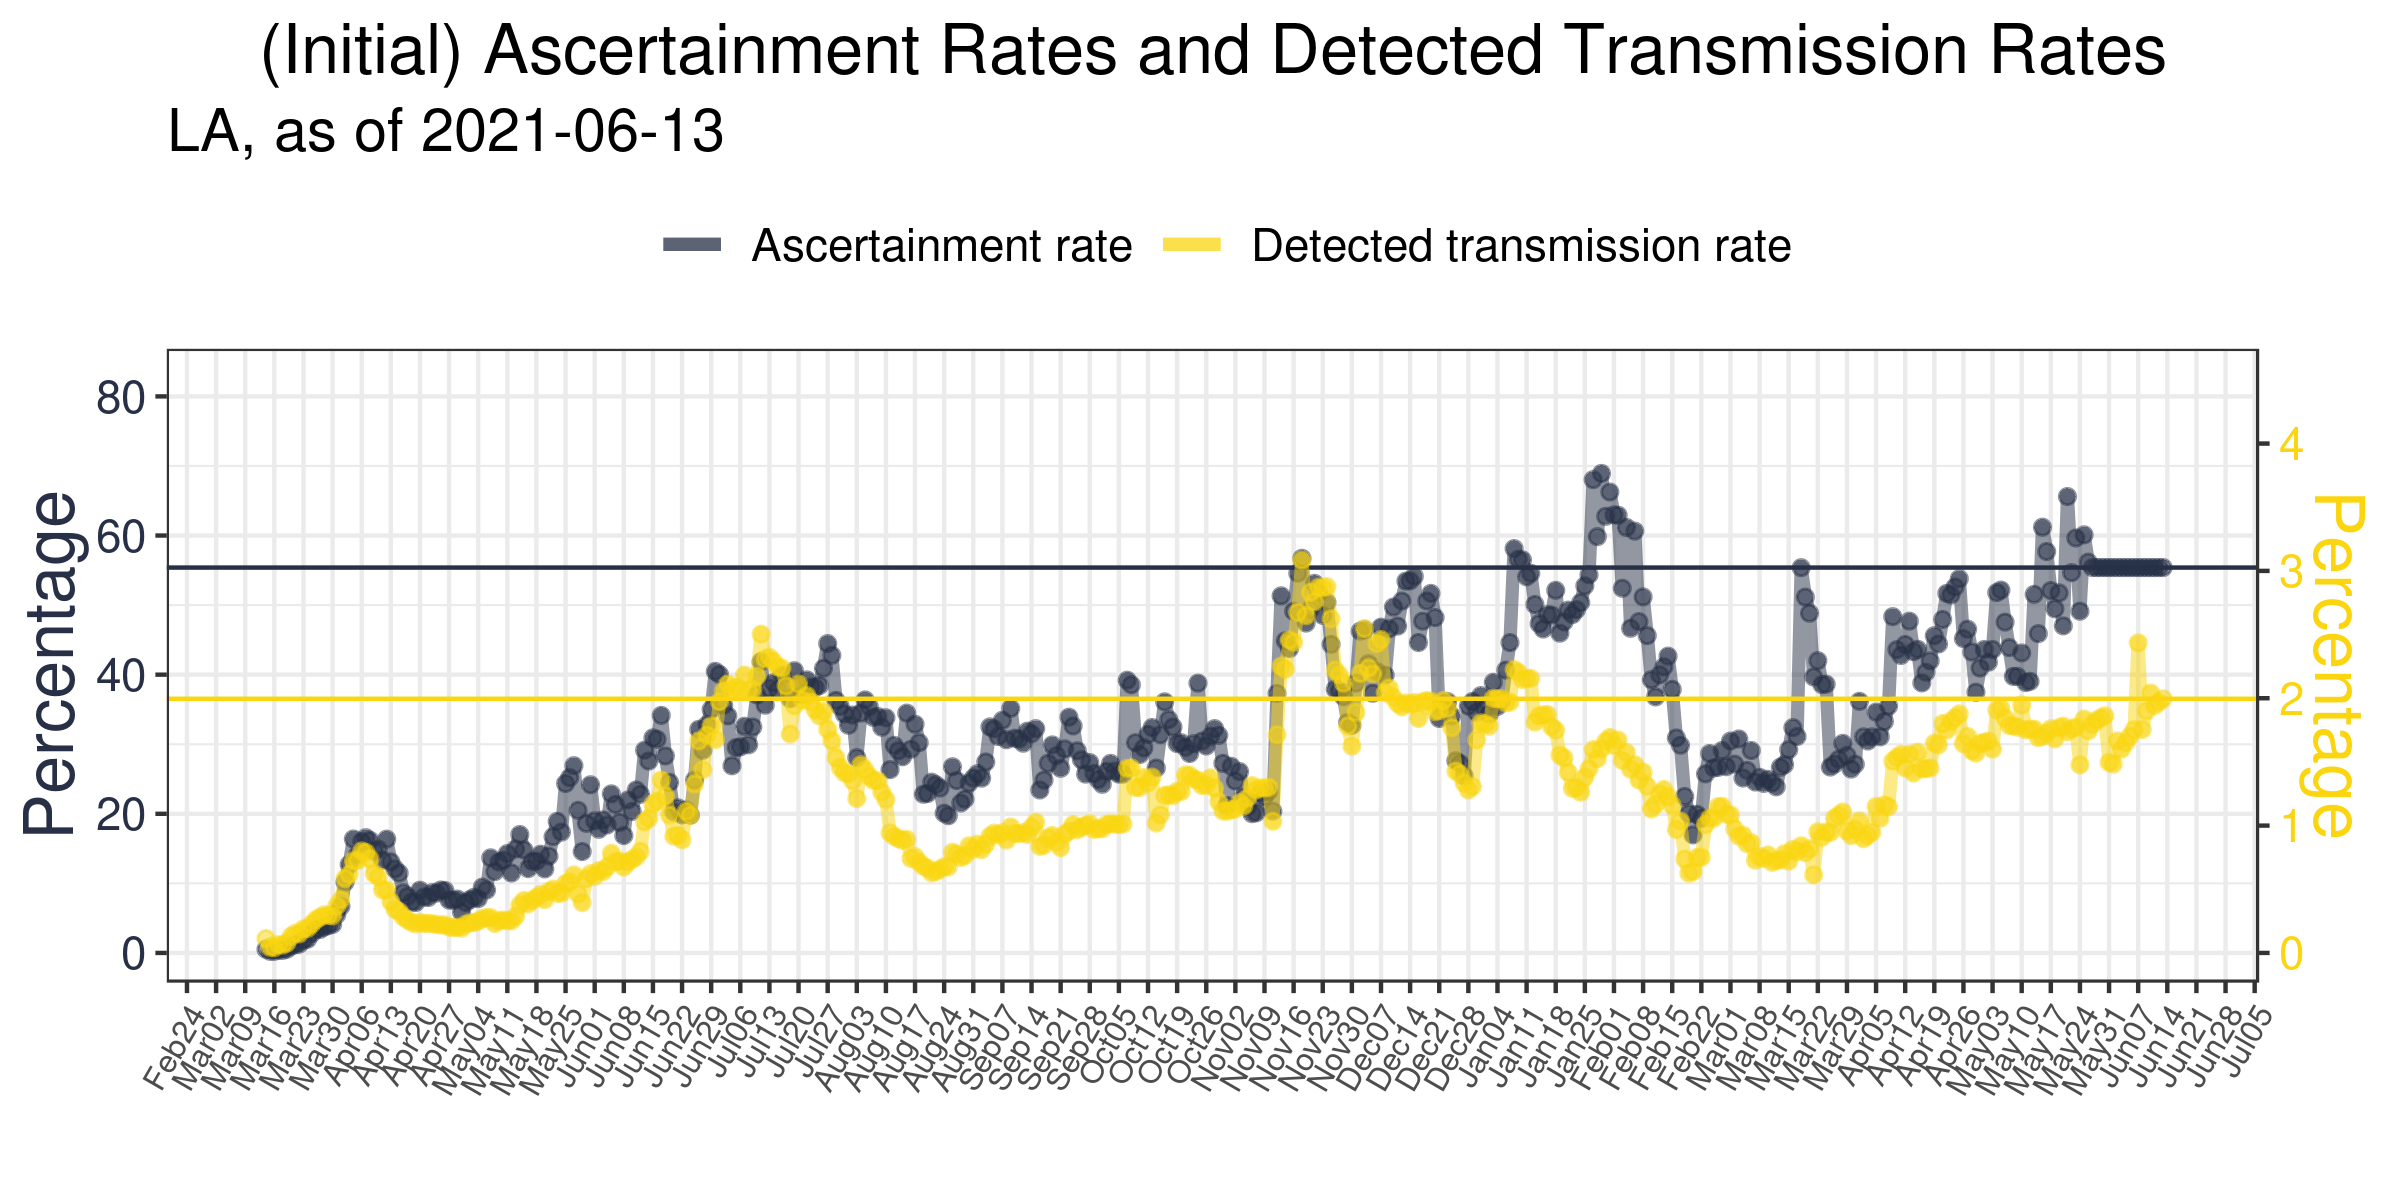 (Initial) Ascertainment Rates and Detected Transmission Rates
LA, as of 2021-06-13
Ascertainment rate
Detected transmission rate
Percentage
80
60
40
20
0
4
3
2
1
0
Percentage
Feb24
Mar02
Mar09
Mar16
Mar23
Mar30
Apr06
Apr13
Apr20
Apr27
May04
May11
May18
May25
Jun01
Jun08
Jun15
Jun22
Jun29
Jul06
Jul13
Jul20
Jul27
Aug03
Aug10
Aug17
Aug24
Aug31
Sep07
Sep14
Sep21
Sep28
Oct05
Oct12
Oct19
Oct26
Nov02
Nov09
Nov16
Nov23
Nov30
Dec07
Dec14
Dec21
Dec28
Jan04
Jan11
Jan18
Jan25
Feb01
Feb08
Feb15
Feb22
Mar01
Mar08
Mar15
Mar22
Mar29
Apr05
Apr12
Apr19
Apr26
May03
May10
May17
May24
May31
Jun07
Jun14
Jun21
Jun28
Jul05